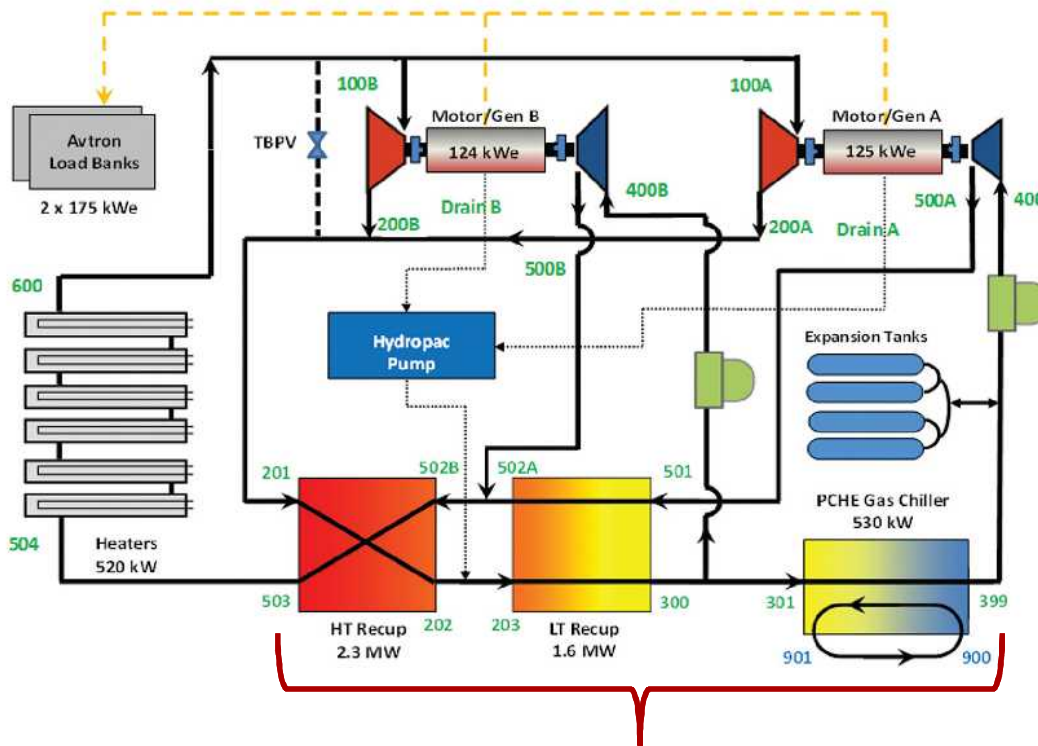 100B
100A
Motor/Gen B
Motor/Gen A
Avtron
Load Banks
TBPV
124 kWe
125 kWe
2 x 175 kWe
400B
500A
400
Drain B
200B
200A
Drain A
500B
600
Hydropac
Pump
Expansion Tanks
201
502B
502A
501
PCHE Gas Chiller
530 kW
504
Heaters
520 kW
503
202
203
300
301
399
HT Recup
2.3 MW
LT Recup
1.6 MW
901
900